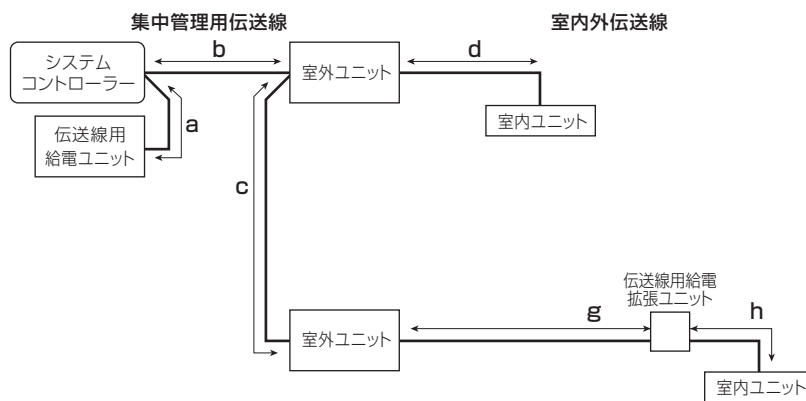 集中管理用伝送線
室内外伝送線
b
d
システム
コントローラー
室外ユニット
a
伝送線用
給電ユニット
室内ユニット
c
伝送線用給電
拡張ユニット
g
h
室外ユニット
室内ユニット